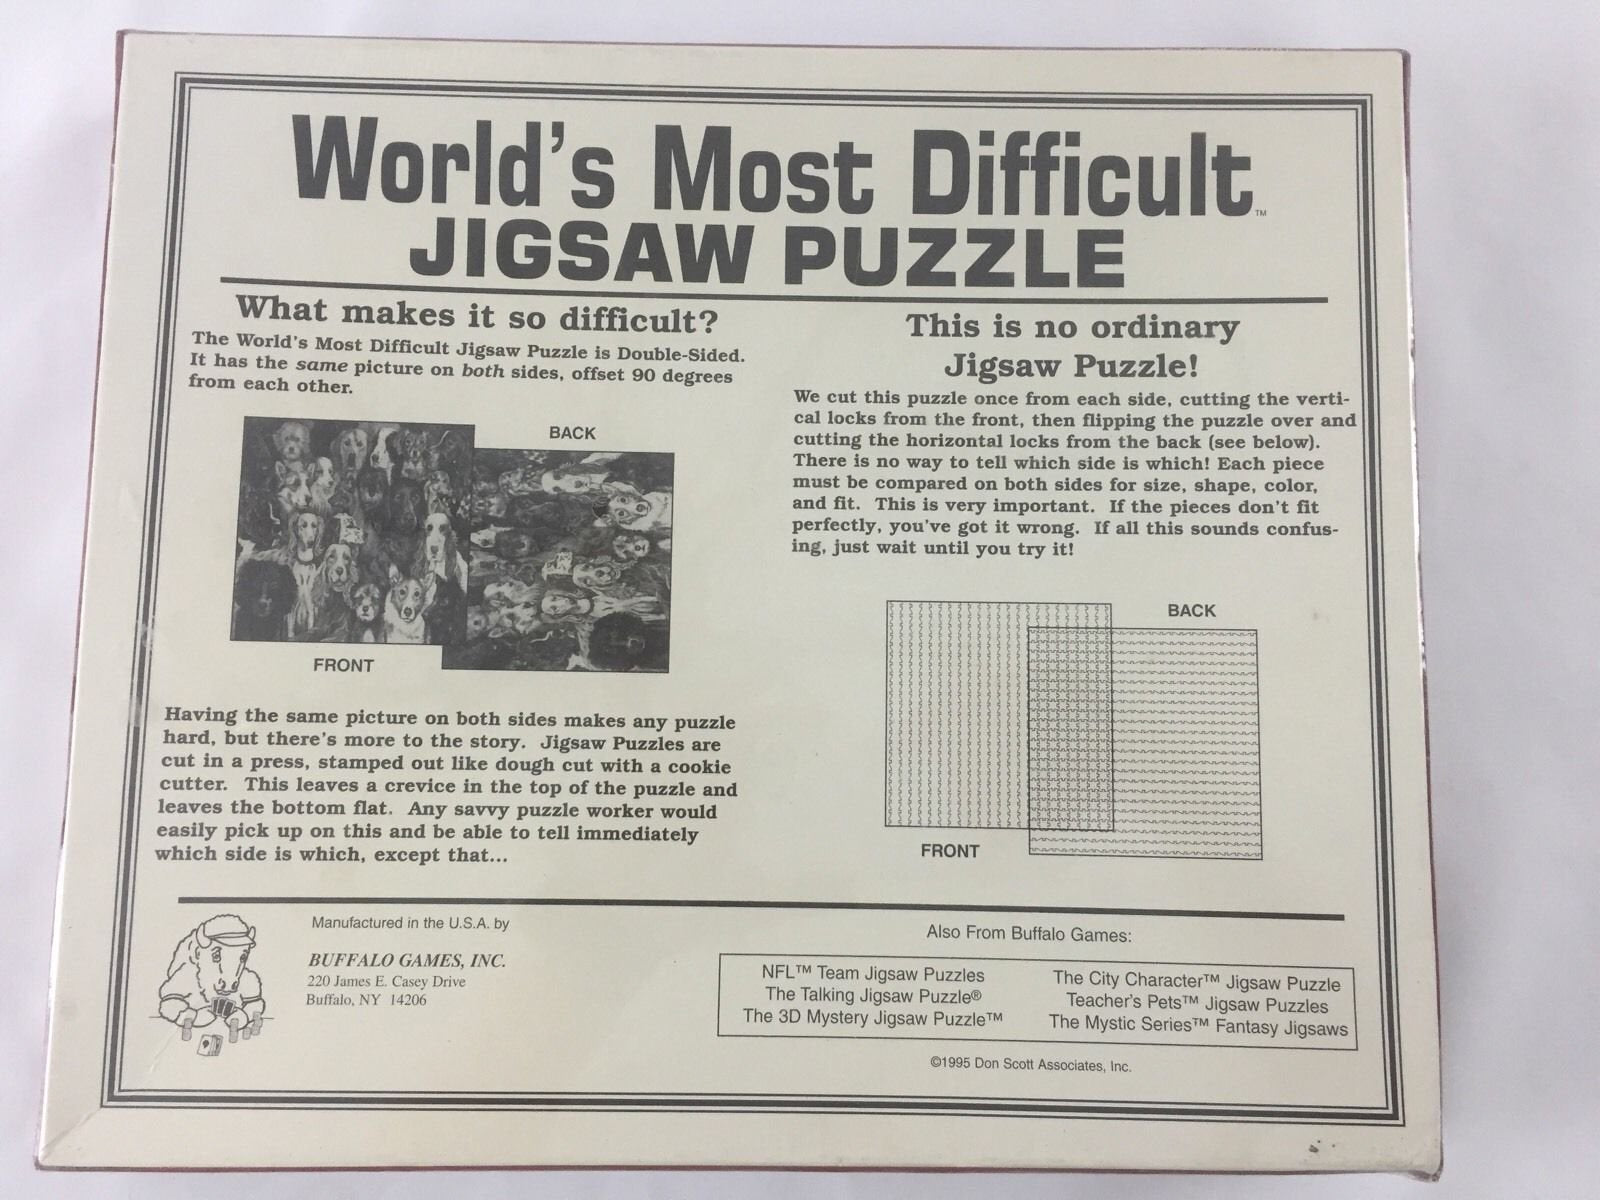 World's Most Difficult™
JIGSAW PUZZLE
What makes it so difficult?
The World's Most Difficult Jigsaw Puzzle is Double-Sided.
It has the same picture on both sides, offset 90 degrees
from each other.
BACK
FRONT
Having the same picture on both sides makes any puzzle
hard, but there's more to the story. Jigsaw Puzzles are
cut in a press, stamped out like dough cut with a cookie
cutter. This leaves a crevice in the top of the puzzle and
leaves the bottom flat. Any savvy puzzle worker would
easily pick up on this and be able to tell immediately
which side is which, except that...
This is no ordinary
Jigsaw Puzzle!
We cut this puzzle once from each side, cutting the verti-
cal locks from the front, then flipping the puzzle over and
cutting the horizontal locks from the back (see below).
There is no way to tell which side is which! Each piece
must be compared on both sides for size, shape, color,
and fit. This is very important. If the pieces don't fit
perfectly, you've got it wrong. If all this sounds confus-
ing, just wait until you try it!
BACK
FRONT
Manufactured in the U.S.A. by
BUFFALO GAMES, INC.
220 James E. Casey Drive
Buffalo, NY 14206
Also From Buffalo Games:
NFL™ Team Jigsaw Puzzles
The Talking Jigsaw Puzzle®
The 3D Mystery Jigsaw Puzzle™
The City Character™ Jigsaw Puzzle
Teacher's Pets™ Jigsaw Puzzles
The Mystic Series™ Fantasy Jigsaws
©1995 Don Scott Associates, Inc.